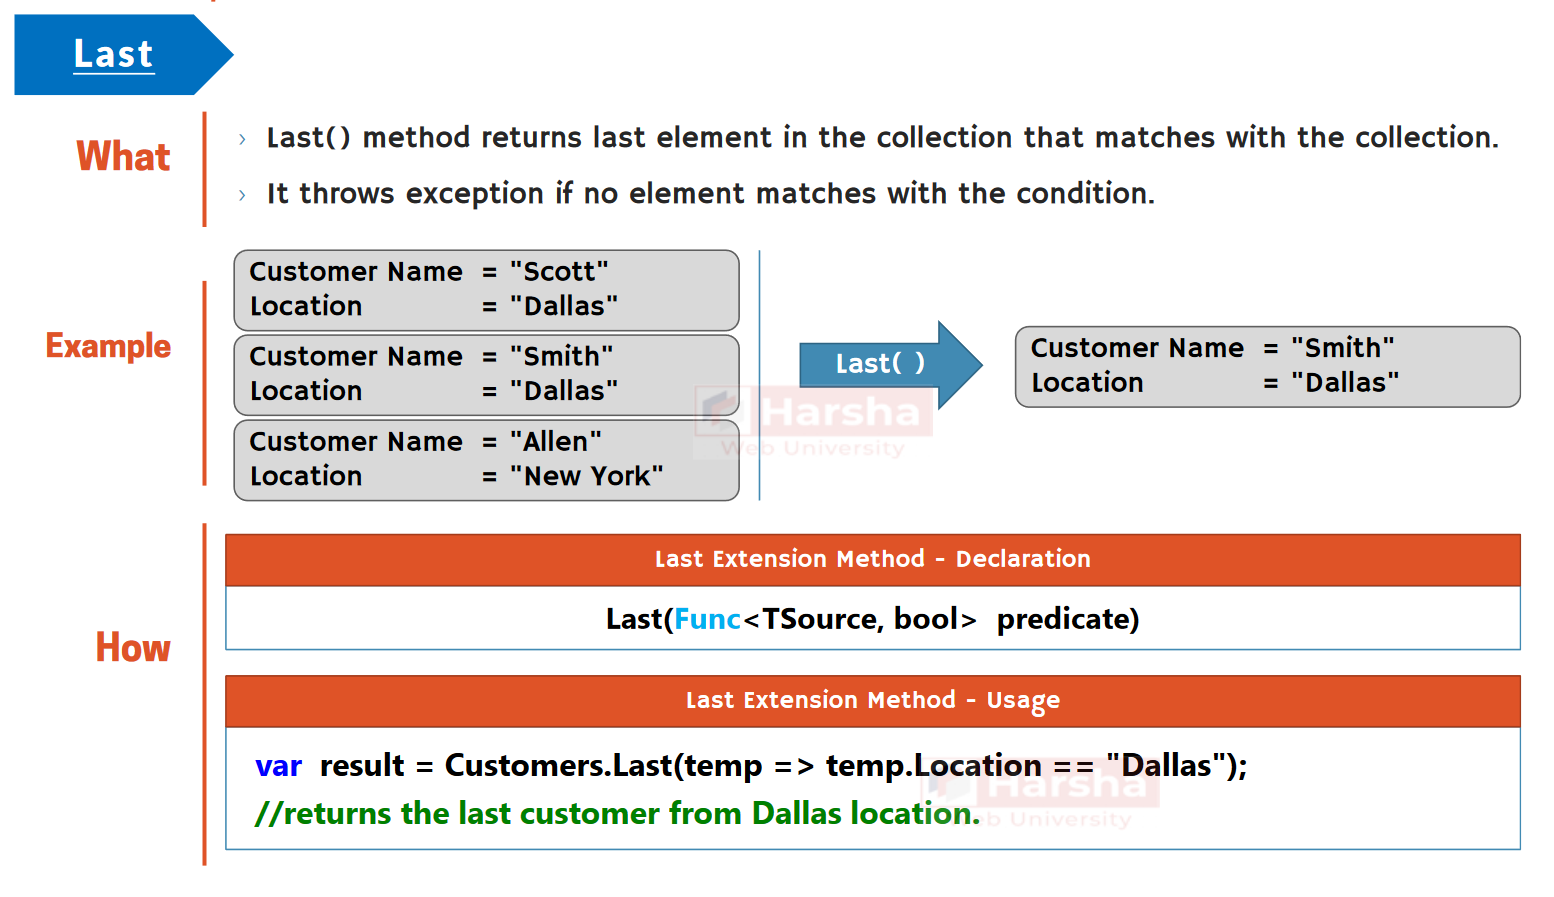 Last
What
› Last() method returns last element in the collection that matches with the collection.
› It throws exception if no element matches with the condition.
Example
Customer Name = "Scott"
Location = "Dallas"
Customer Name = "Smith"
Location = "Dallas"
Customer Name = "Allen"
Location = "New York"
Last( )
Customer Name = "Smith"
Location = "Dallas"
Harsha
Web University
How
Last Extension Method - Declaration
Last(Func<TSource, bool> predicate)
Last Extension Method - Usage
var result = Customers.Last(temp => temp.Location == "Dallas");
//returns the last customer from Dallas location.
Harsha
Web University